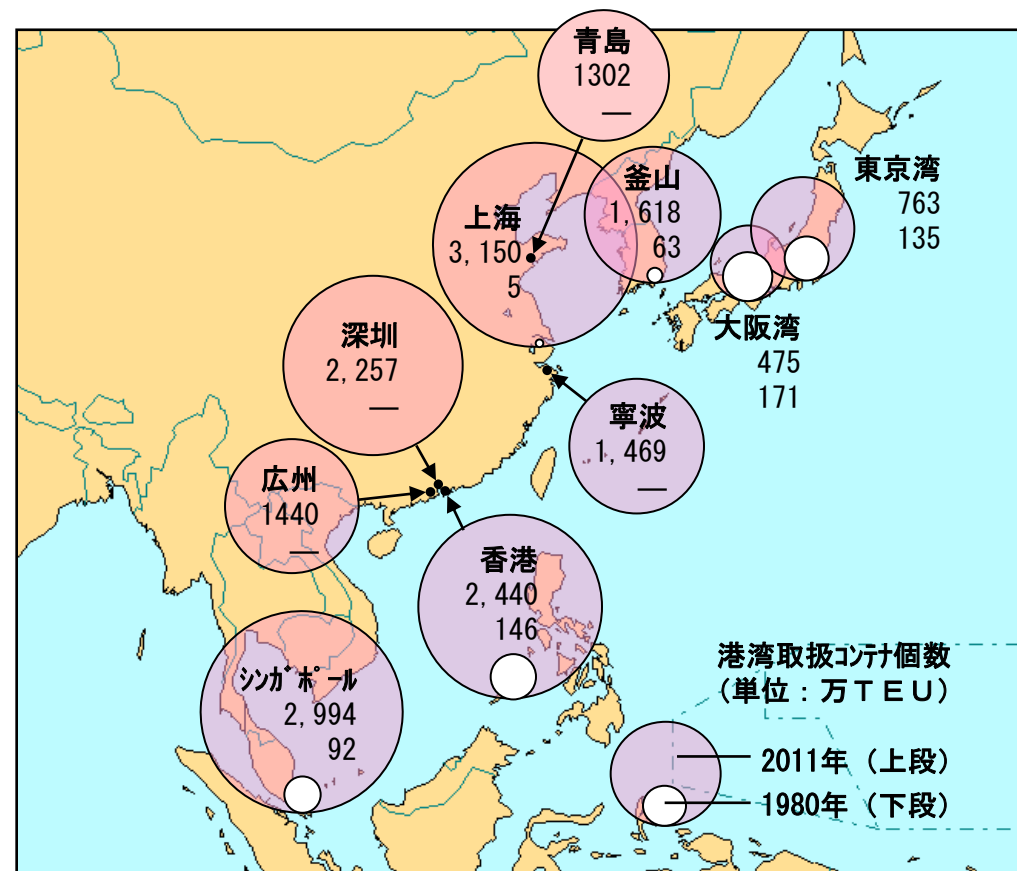 青島
1302
―
釜山
1,618
63
東京湾
763
135
上海
3,150
5
大阪湾
475
171
深圳
2,257
―
寧波
1,469
―
広州
1440
―
香港
2,440
146
ｼﾝｶﾞﾎﾟｰﾙ
2,994
92
港湾取扱ｺﾝﾃﾅ個数
（単位：万ＴＥＵ）
2011年（上段）
1980年（下段）